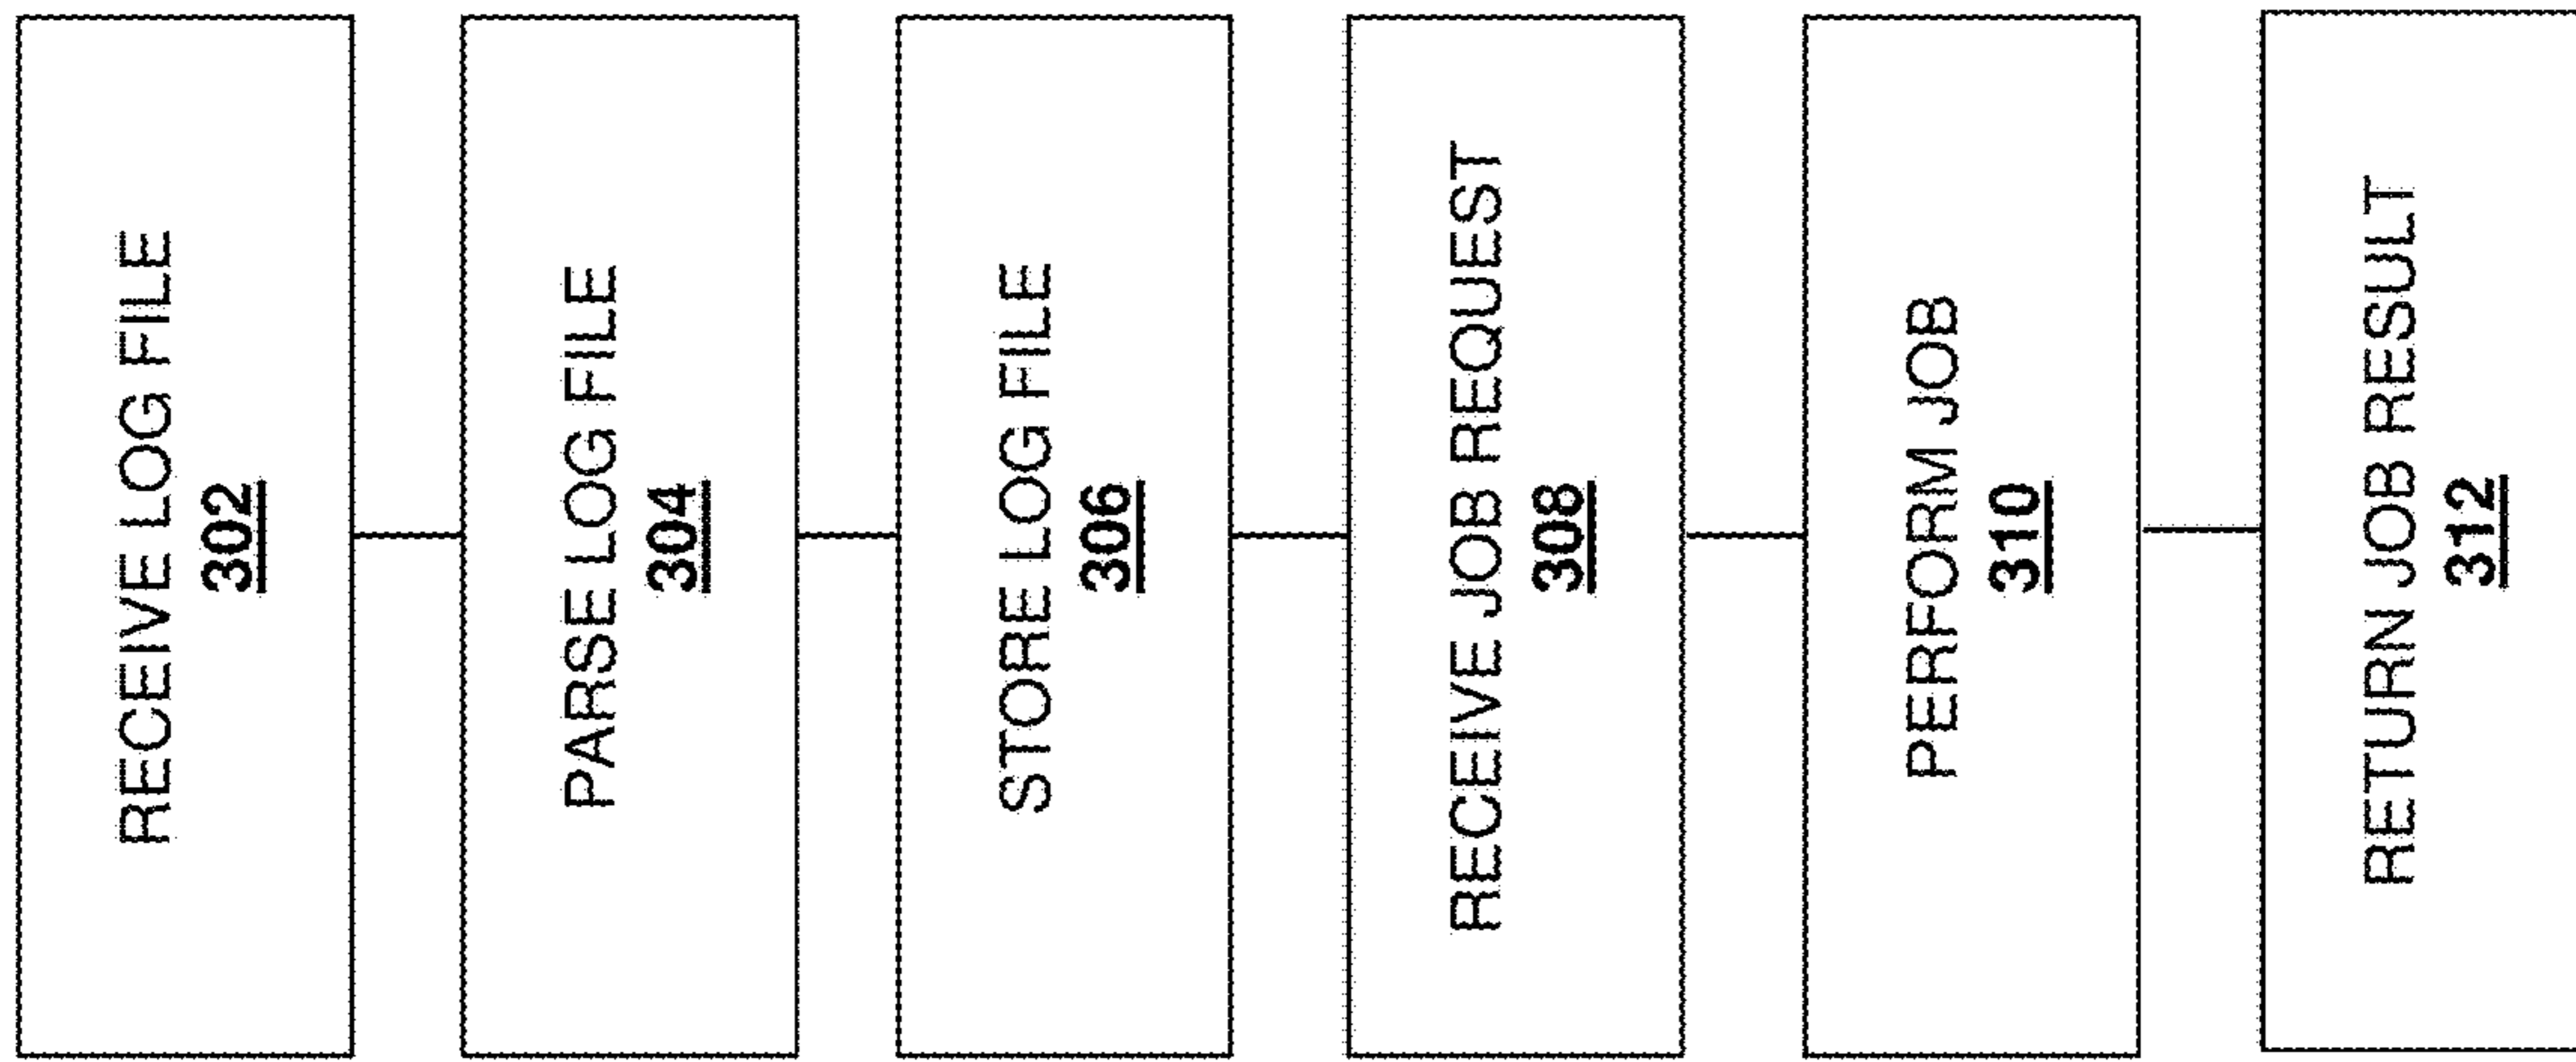 RECEIVE LOG FILE
302
PARSE LOG FILE
304
STORE LOG FILE
306
RECEIVE JOB REQUEST
308
PERFORM JOB
310
RETURN JOB RESULT
312